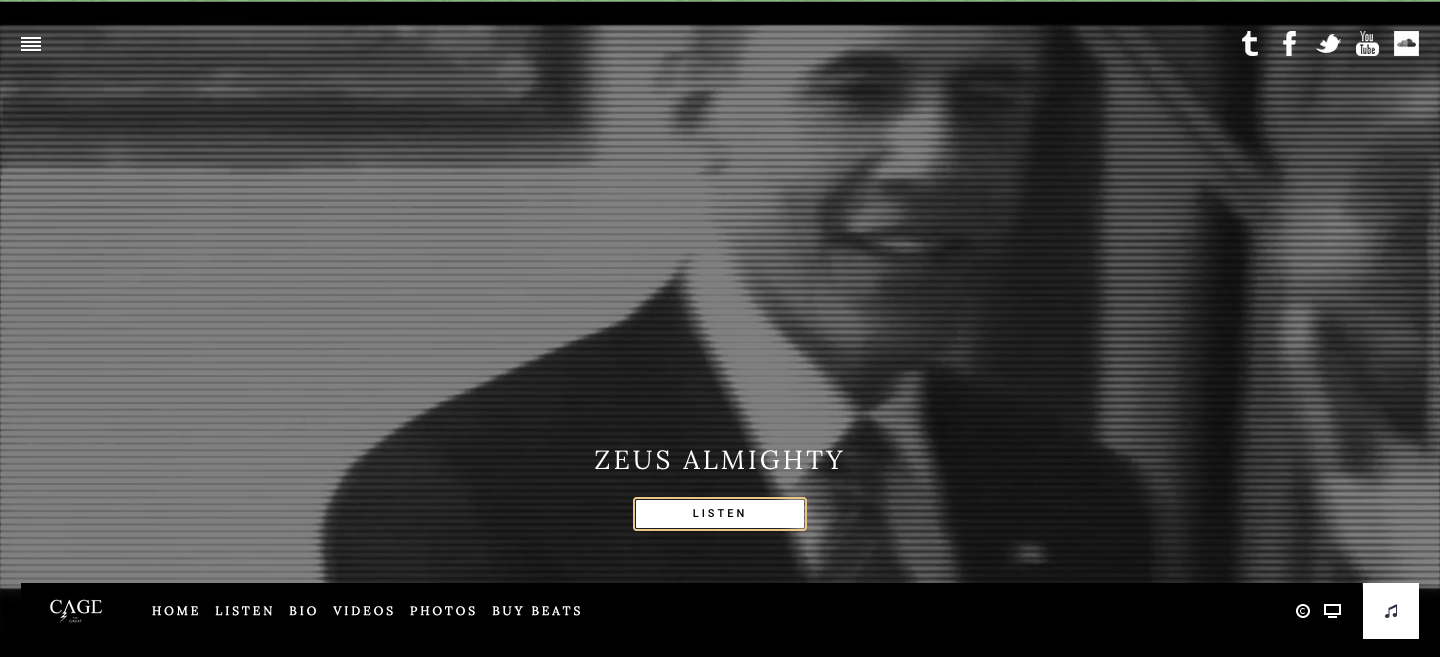 You
Tube
ZEUS ALMIGHTY
LISTEN
CAGE
HOME LISTEN BIO VIDEOS PHOTOS BUY BEATS